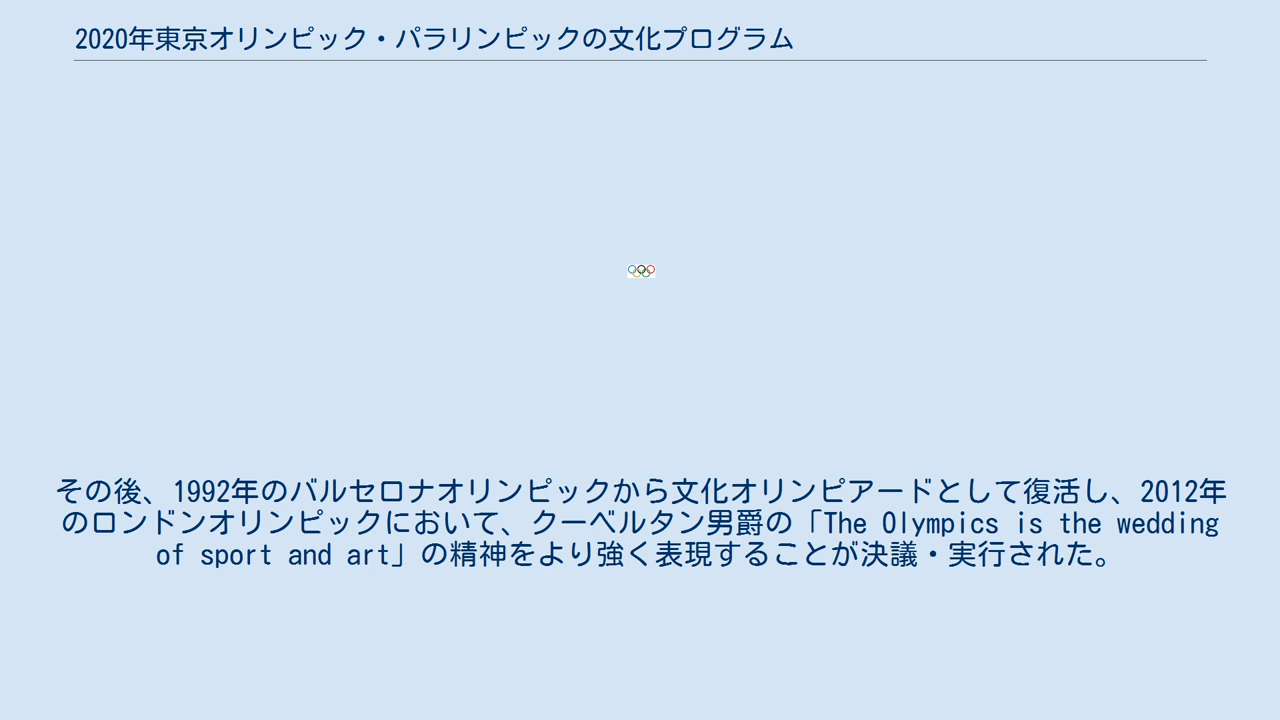 2020年東京オリンピック・パラリンピックの文化プログラム
その後、1992年のバルセロナオリンピックから文化オリンピアードとして復活し、2012年
のロンドンオリンピックにおいて、クーベルタン男爵の「The Olympics is the wedding
of sport and art」の精神をより強く表現することが決議・実行された。